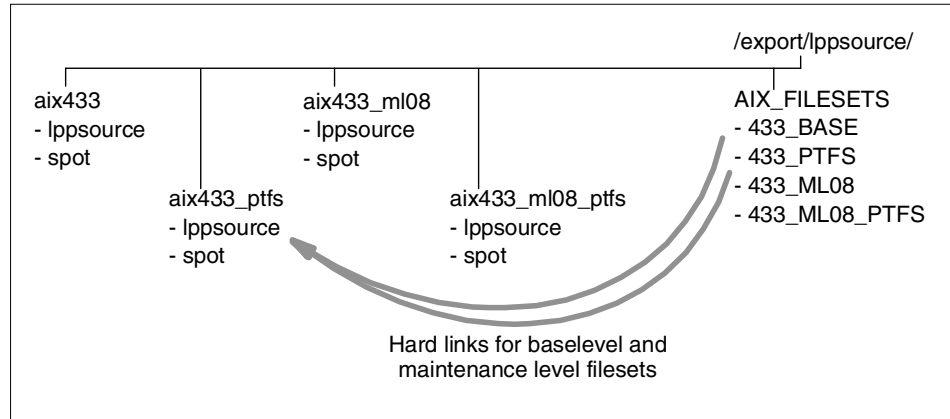 /export/lppsource/
aix433
- lppsource
- spot
aix433_ptfs
- lppsource
- spot
aix433_ml08
- lppsource
- spot
aix433_ml08_ptfs
- lppsource
- spot
AIX_FILESETS
- 433_BASE
- 433_PTFS
- 433_ML08
- 433_ML08_PTFS
Hard links for baselevel and
maintenance level filesets